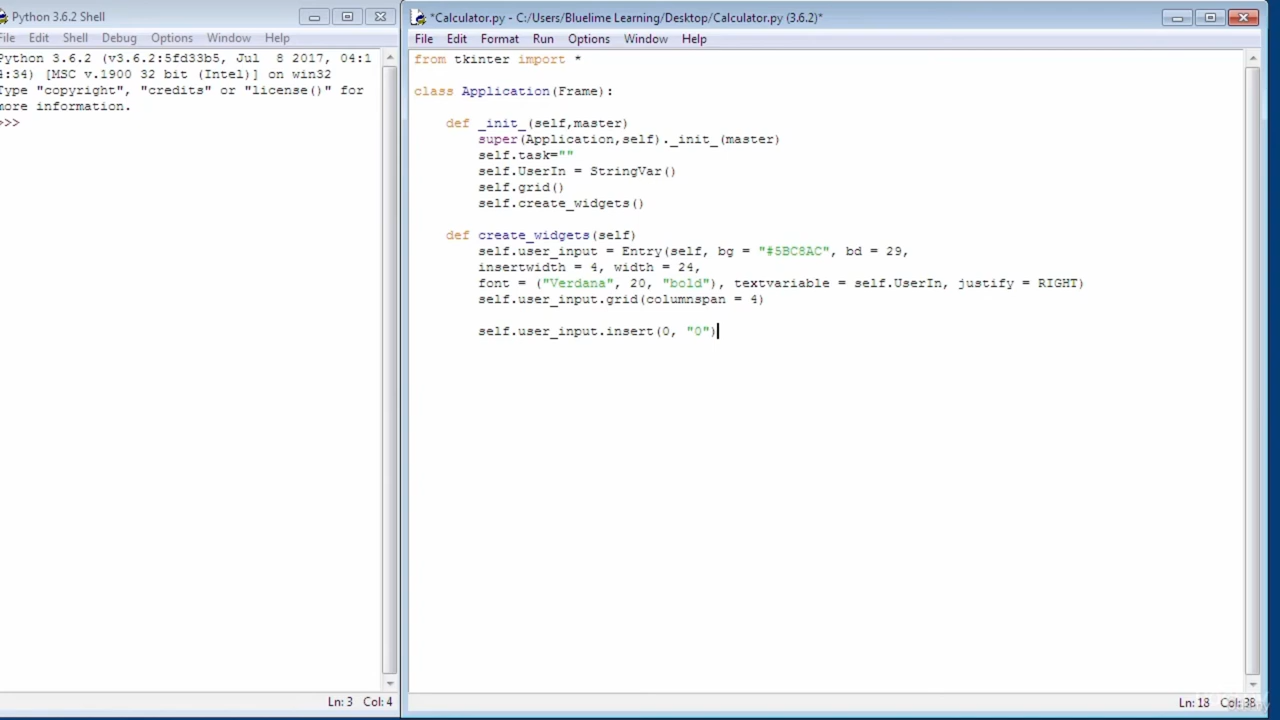 Python 3.6.2 Shell
File Edit Shell Debug Options Window Help
Python 3.6.2 (v3.6.2:5fd33b5, Jul  8 2017, 04:1
4:34) [MSC v.1900 32 bit (Intel)] on win32
Type "copyright", "credits" or "license()" for
more information.
>>>
Ln: 3 Col: 4
*Calculator.py - C:/Users/Bluelime Learning/Desktop/Calculator.py (3.6.2)*
File Edit Format Run Options Window Help
from tkinter import *
class Application(Frame):
    def _init_(self,master)
        super(Application,self)._init_(master)
        self.task=""
        self.UserIn = StringVar()
        self.grid()
        self.create_widgets()
    def create_widgets(self)
        self.user_input = Entry(self, bg = "#5BC8AC", bd = 29,
        insertwidth = 4, width = 24,
        font = ("Verdana", 20, "bold"), textvariable = self.UserIn, justify = RIGHT)
        self.user_input.grid(columnspan = 4)
        self.user_input.insert(0, "0")
Ln: 18 Col: 38